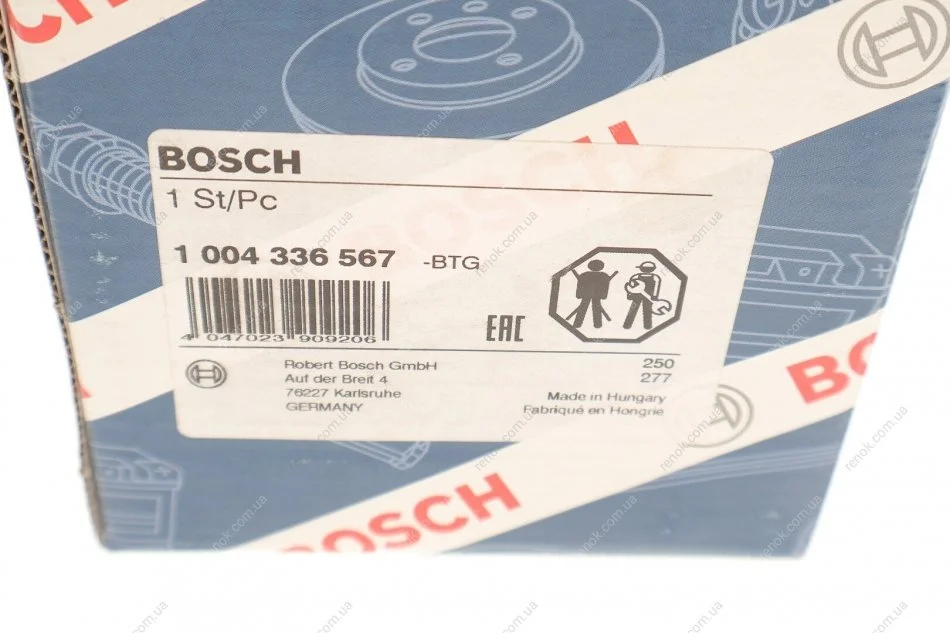 BOSCH
BOSCH
1 St/Pc
1 004 336 567 -BTG
4 047023 909206
EAC
Robert Bosch GmbH
Auf der Breit 4
76227 Karlsruhe
GERMANY
250
277
Made in Hungary
Fabriqué en Hongrie
BOSCH
renok.com.ua